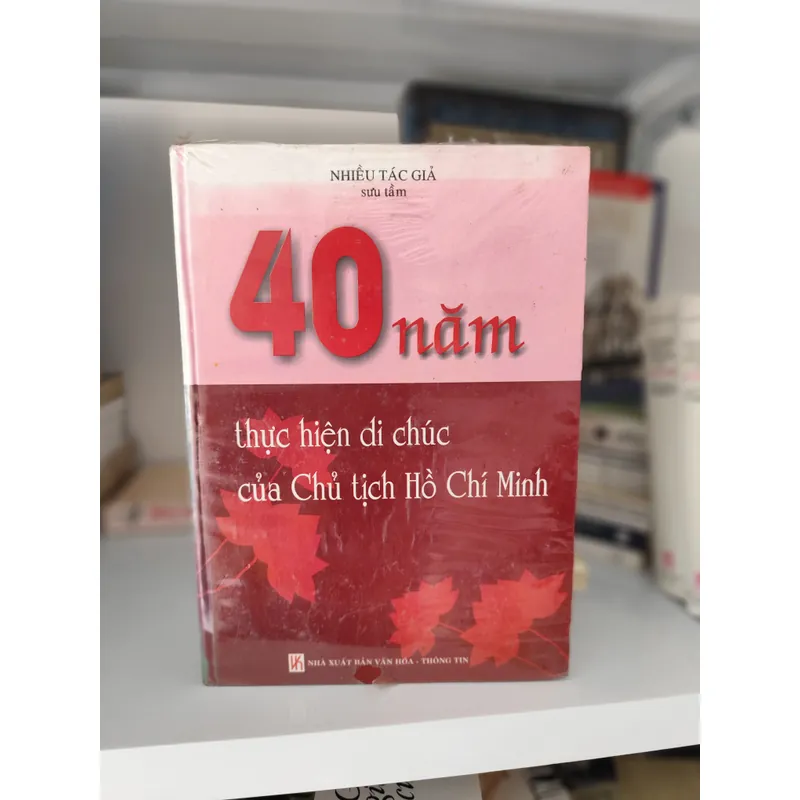 NHIỀU TÁC GIẢ
sưu tầm
40 năm
thực hiện di chúc
của Chủ tịch Hồ Chí Minh
NHÀ XUẤT BẢN VĂN HÓA - THÔNG TIN